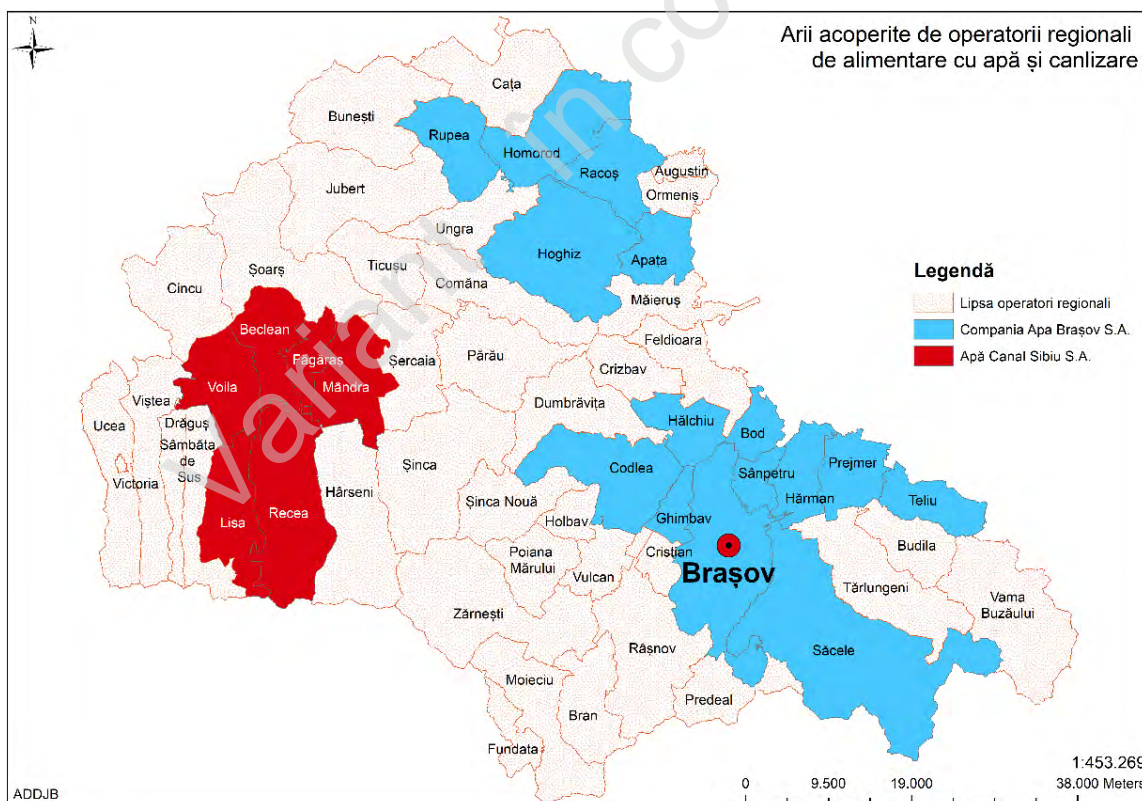 N
Arii acoperite de operatorii regionali
de alimentare cu apă și canlizare
Cața
Bunești
Rupea
Homorod
Racoș
Augustin
Ormeniș
Jubert
Ungra
Hoghiz
Apața
Ticușu
Șoarș
Comăna
Cincu
Măieruș
Legendă
Lipsa operatori regionali
Compania Apa Brașov S.A.
Apă Canal Sibiu S.A.
Beclean
Făgăraș
Șercaia
Părău
Feldioara
Crizbav
Voila
Mândra
Viștea
Dumbrăvița
Ucea
Drăguș
Hălchiu
Bod
Sâmbăta
de
Sus
Șinca
Codlea
Sânpetru
Prejmer
Victoria
Hârseni
Șinca Nouă
Hărman
Teliu
Lisa
Recea
Holbav
Ghimbav
Cristian
Budila
Poiana
Mărului
Vulcan
Brașov
Tărlungeni
Vama
Buzăului
Zărnești
Râșnov
Săcele
Moieciu
Predeal
Bran
Fundata
1:453.269
0 9.500 19.000 38.000 Meters
ADDJB